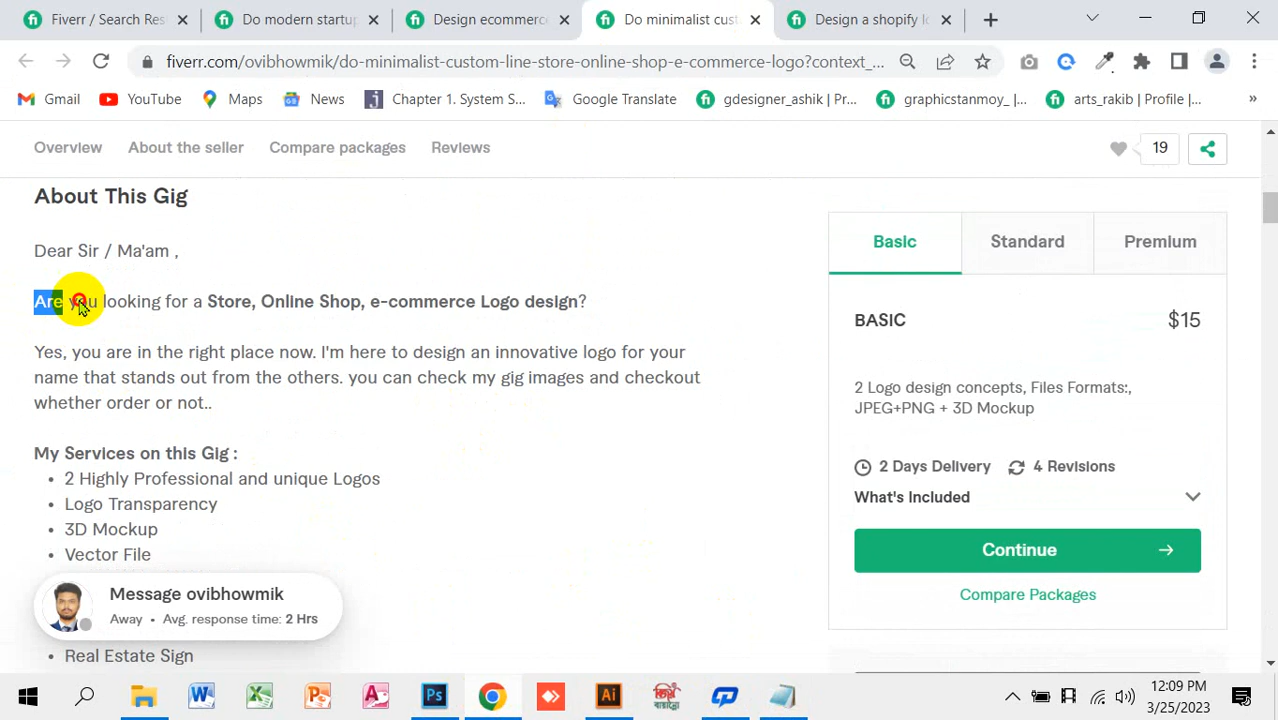 Fiverr / Search Res
Do modern startup
Design ecommerce
Do minimalist cust
Design a shopify lo
fiverr.com/ovibhowmik/do-minimalist-custom-line-store-online-shop-e-commerce-logo?context_...
Gmail
YouTube
Maps
News
Chapter 1. System S...
Google Translate
gdesigner_ashik | Pr...
graphicstanmoy_ |...
arts_rakib | Profile |...
Overview
About the seller
Compare packages
Reviews
19
About This Gig
Dear Sir / Ma'am ,
Are you looking for a Store, Online Shop, e-commerce Logo design?
Yes, you are in the right place now. I'm here to design an innovative logo for your
name that stands out from the others. you can check my gig images and checkout
whether order or not..
My Services on this Gig :
• 2 Highly Professional and unique Logos
• Logo Transparency
• 3D Mockup
• Vector File
Message ovibhowmik
Away • Avg. response time: 2 Hrs
• Real Estate Sign
Basic
Standard
Premium
BASIC
$15
2 Logo design concepts, Files Formats:,
JPEG+PNG + 3D Mockup
2 Days Delivery
4 Revisions
What's Included
Continue
Compare Packages
12:09 PM
3/25/2023